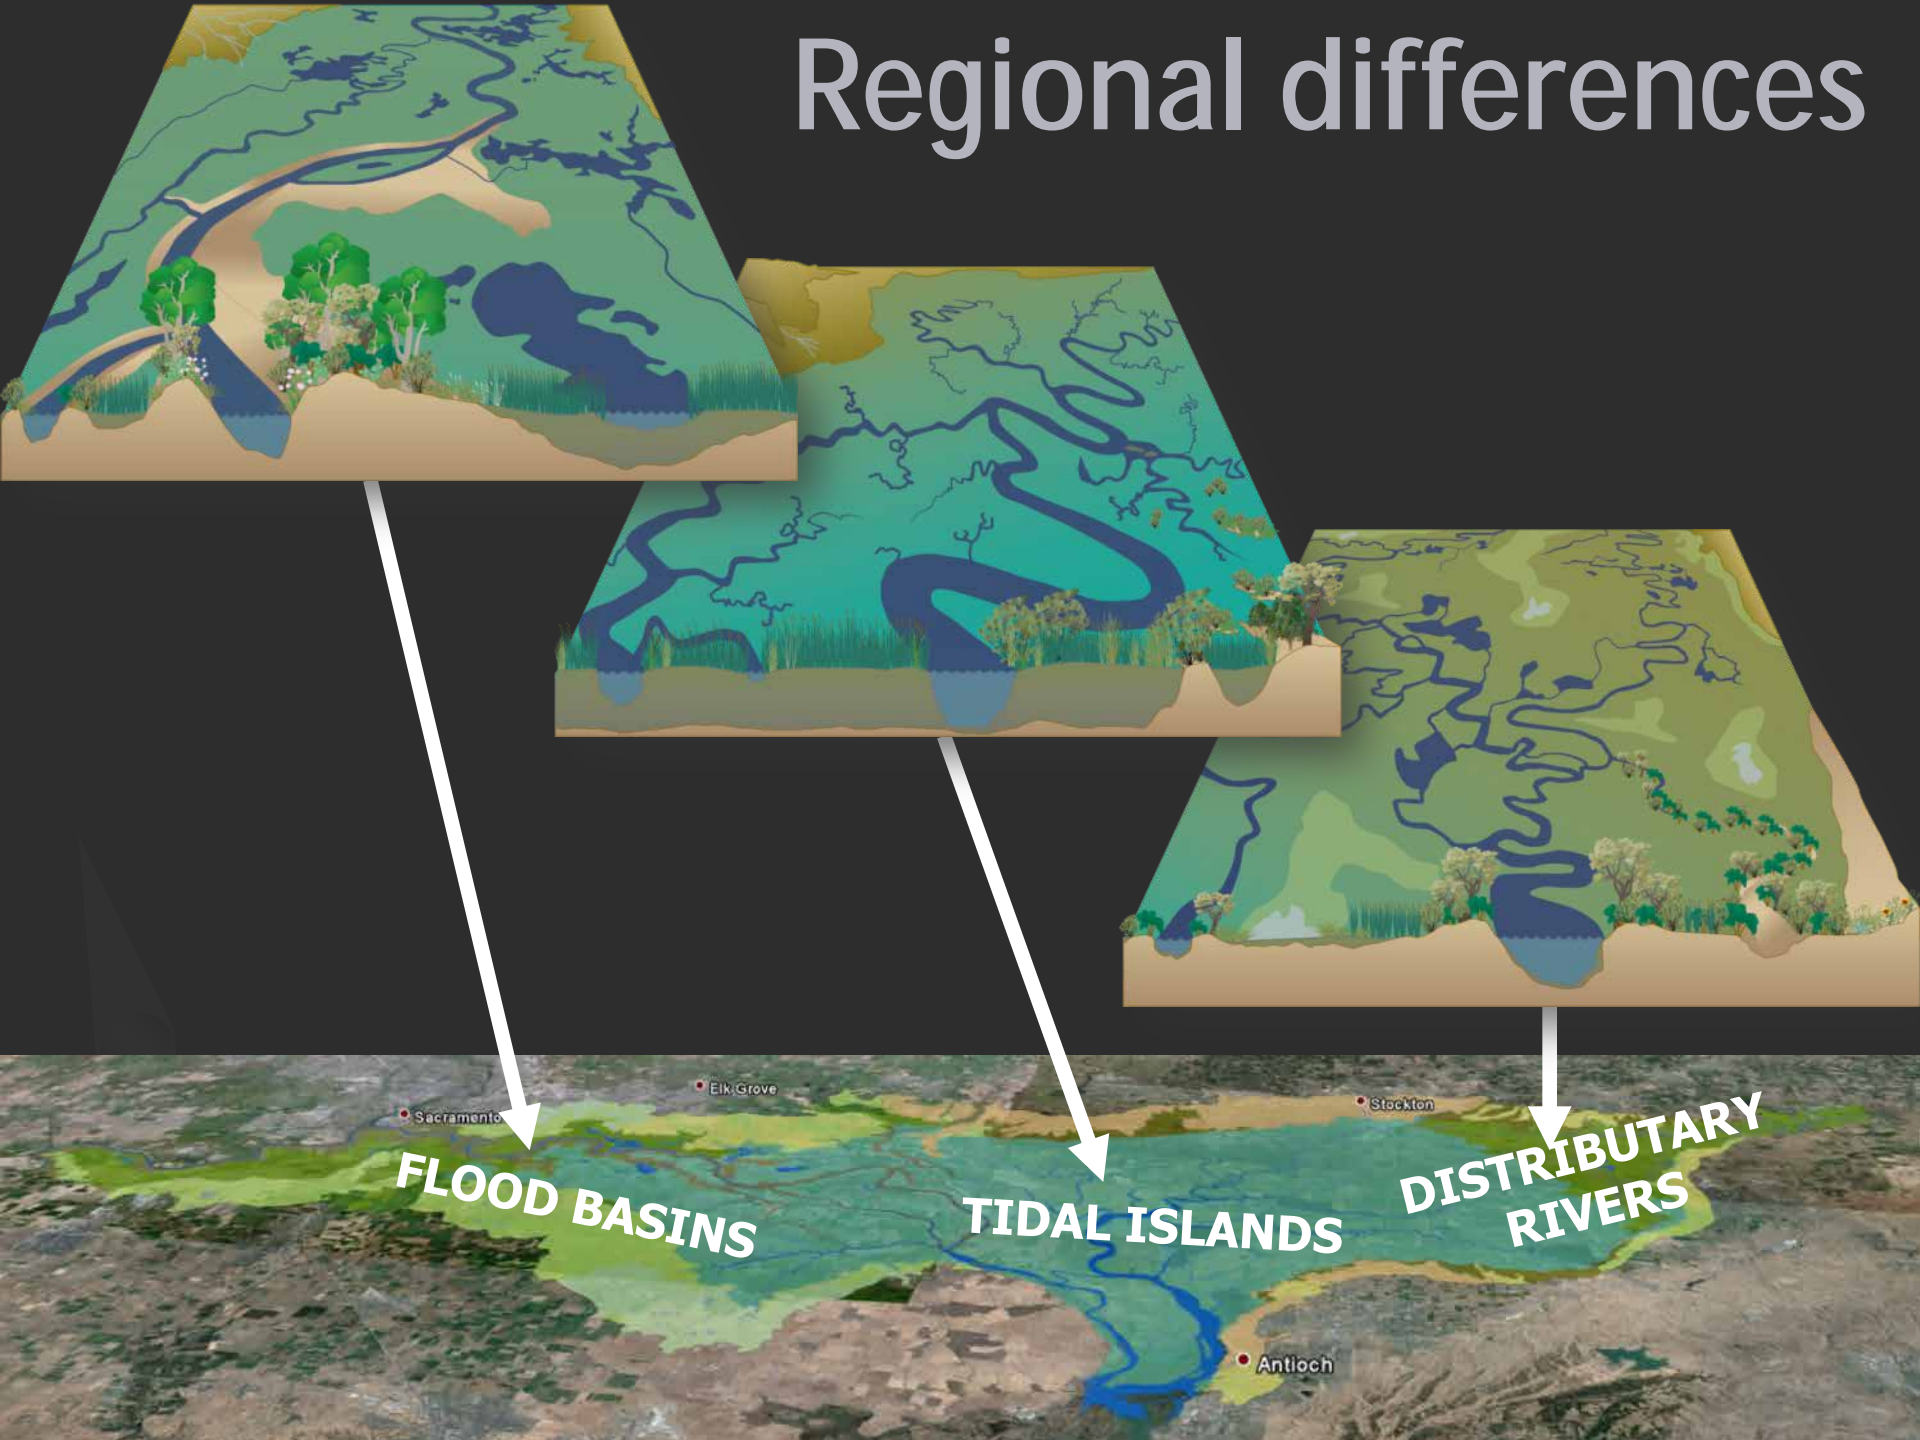 Regional differences
Elk Grove
Sacramento
Stockton
FLOOD BASINS
TIDAL ISLANDS
DISTRIBUTARY
RIVERS
Antioch